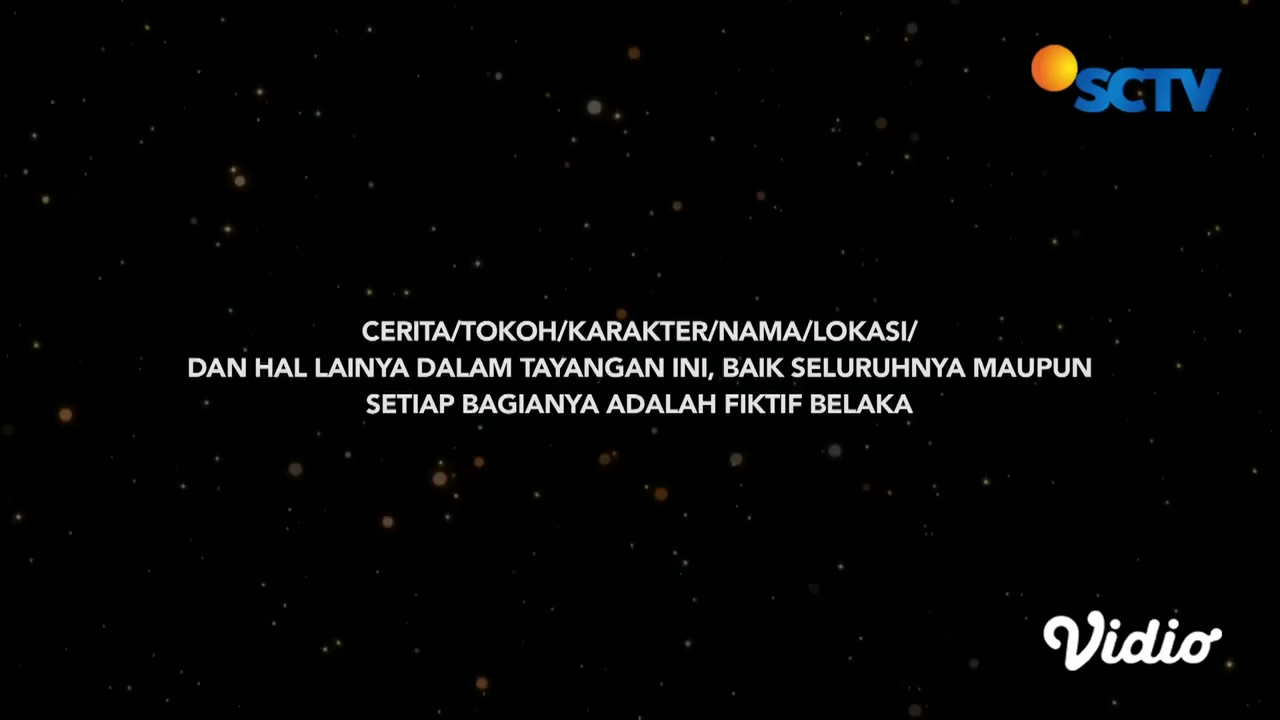 SCTV
CERITA/TOKOH/KARAKTER/NAMA/LOKASI/
DAN HAL LAINYA DALAM TAYANGAN INI, BAIK SELURUHNYA MAUPUN
SETIAP BAGIANYA ADALAH FIKTIF BELAKA
Vidio